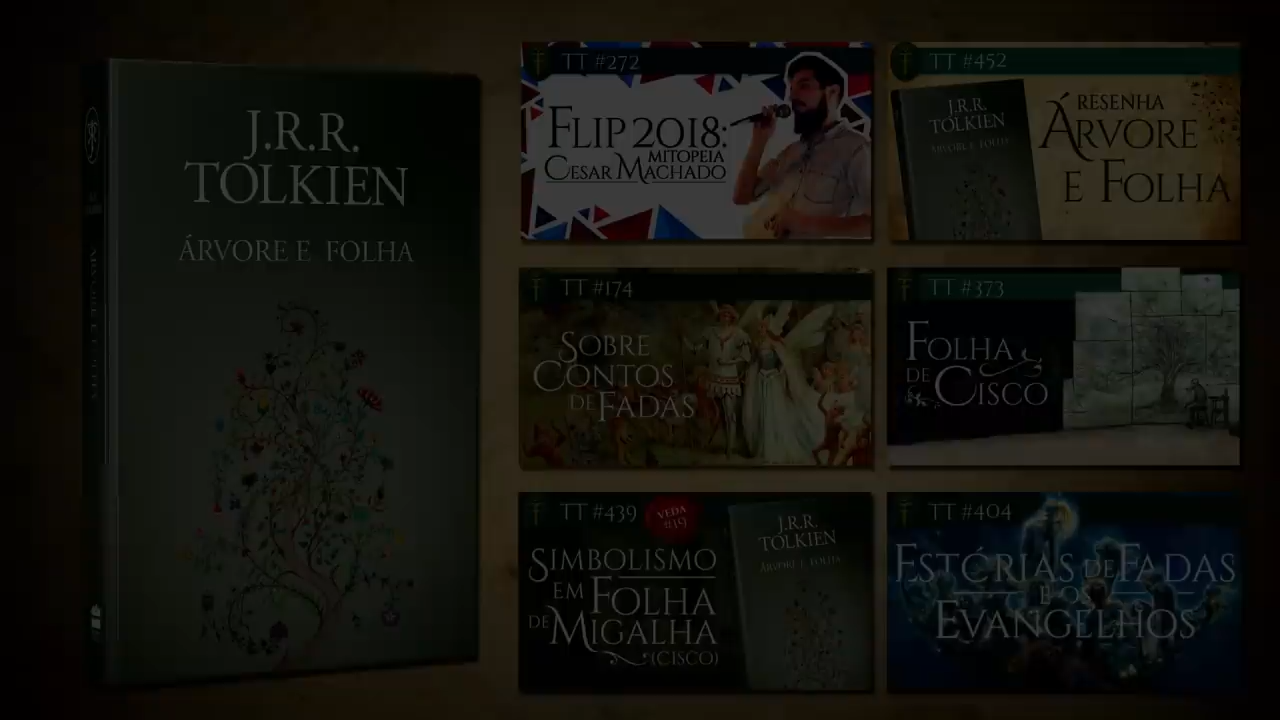 J.R.R.
TOLKIEN
ÁRVORE E FOLHA
TT #272
FLIP 2018:
MITOPEIA
CESAR MACHADO
TT #452
J.R.R.
TOLKIEN
ÁRVORE E FOLHA
RESENHA
ÁRVORE
E FOLHA
TT #174
SOBRE
CONTOS
DE FADAS
TT #373
FOLHA
DE CISCO
TT #439
VEDA
#19
SIMBOLISMO
EM FOLHA
DE MIGALHA
(CISCO)
J.R.R.
TOLKIEN
ÁRVORE E FOLHA
TT #404
ESTÓRIAS DE FADAS
E OS
EVANGELHOS